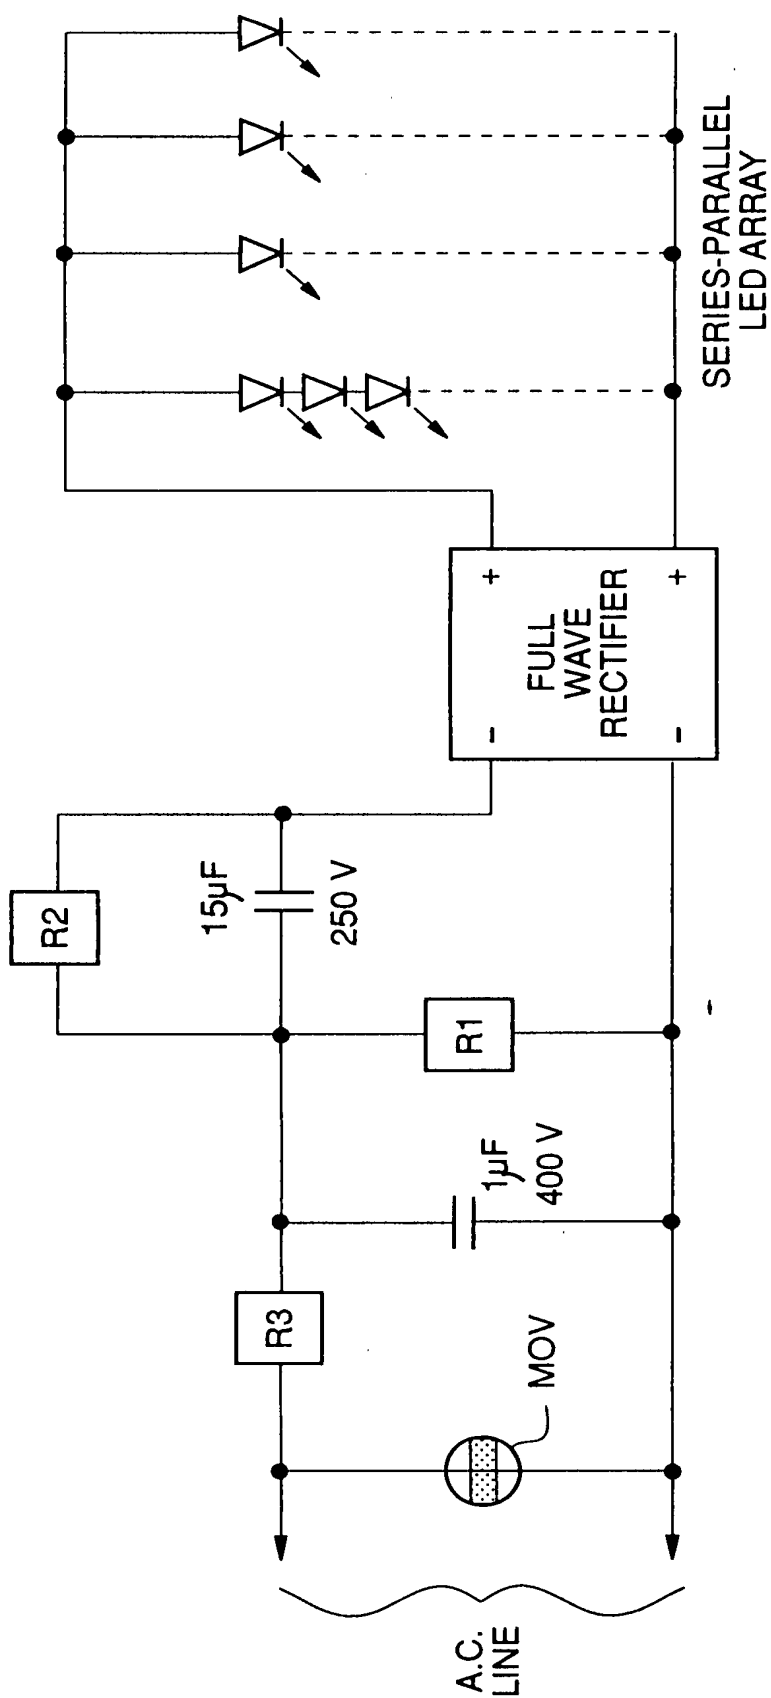 A.C.
LINE
MOV
R3
1µF
400 V
R1
R2
15µF
250 V
-
-
FULL
WAVE
RECTIFIER
+
+
SERIES-PARALLEL
LED ARRAY